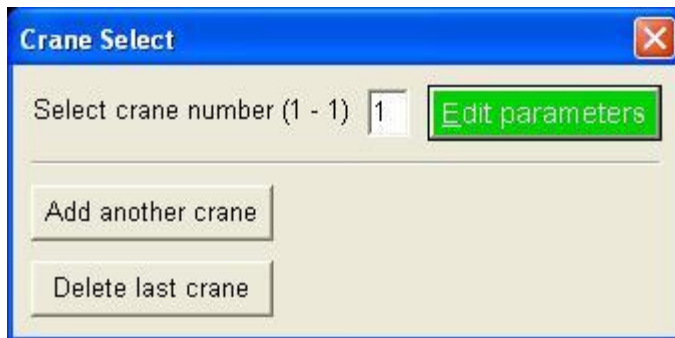 Crane Select
Select crane number (1 - 1) 1 Edit parameters
Add another crane
Delete last crane